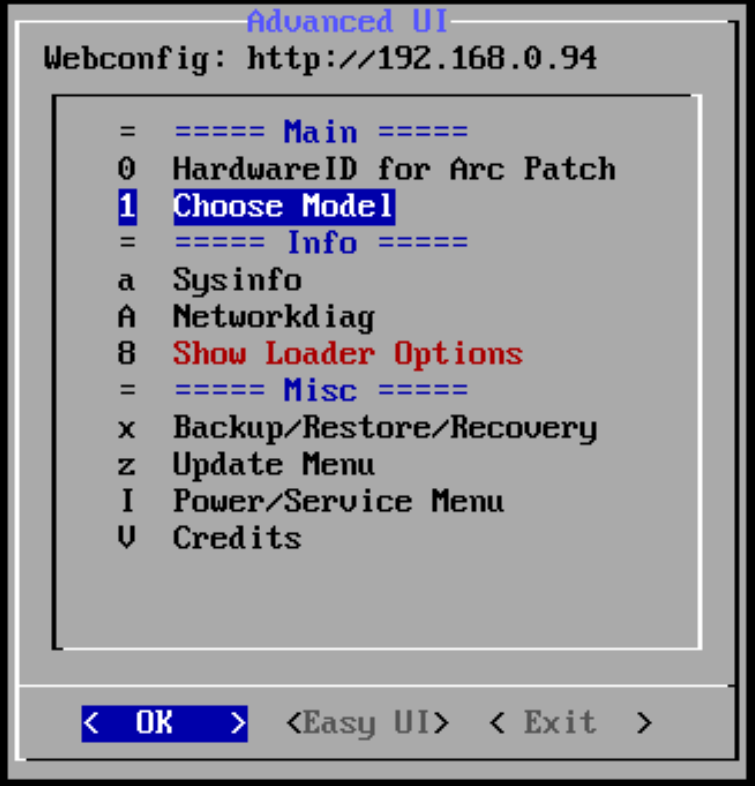 Advanced UI
Webconfig: http://192.168.0.94
= ===== Main =====
0 HardwareID for Arc Patch
1 Choose Model
= ===== Info =====
a Sysinfo
A Networkdiag
8 Show Loader Options
= ===== Misc =====
x Backup/Restore/Recovery
z Update Menu
I Power/Service Menu
V Credits
< OK > <Easy UI> < Exit >